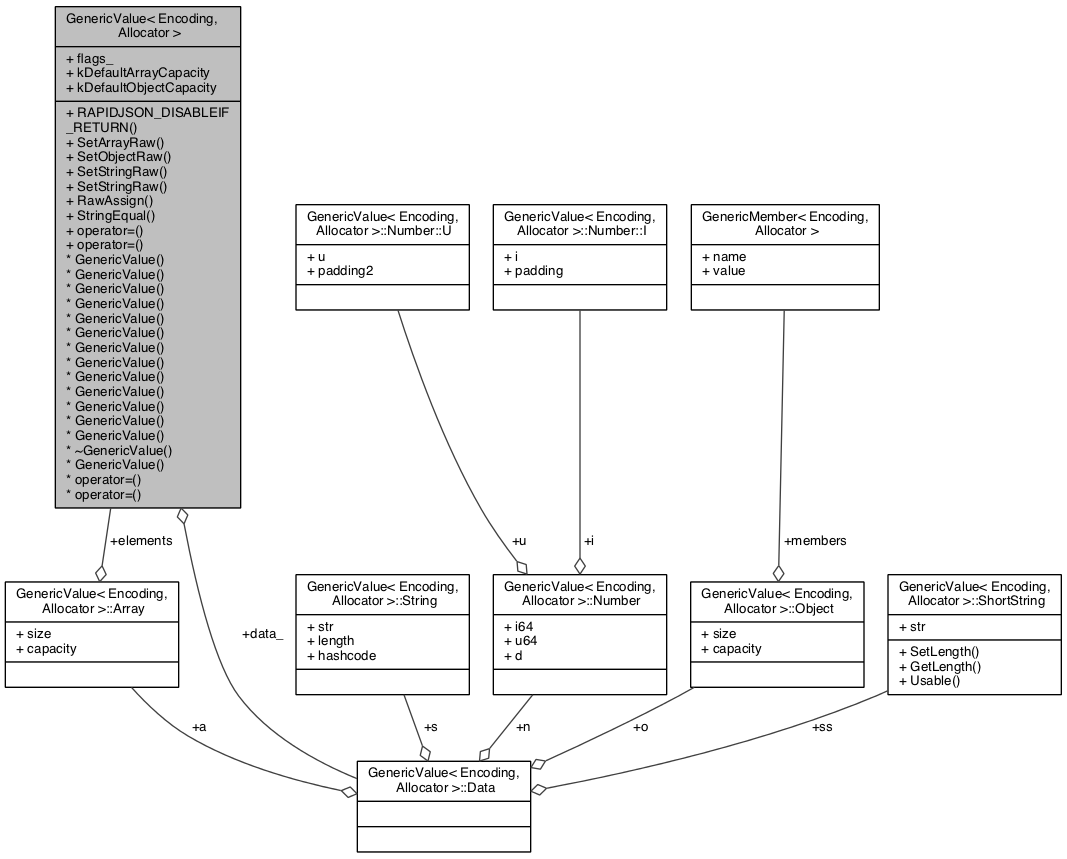 GenericValue< Encoding,
Allocator >
+ flags_
+ kDefaultArrayCapacity
+ kDefaultObjectCapacity
+ RAPIDJSON_DISABLEIF
_RETURN()
+ SetArrayRaw()
+ SetObjectRaw()
+ SetStringRaw()
+ SetStringRaw()
+ RawAssign()
+ StringEqual()
+ operator=()
+ operator=()
* GenericValue()
* GenericValue()
* GenericValue()
* GenericValue()
* GenericValue()
* GenericValue()
* GenericValue()
* GenericValue()
* GenericValue()
* GenericValue()
* GenericValue()
* GenericValue()
* GenericValue()
* ~GenericValue()
* GenericValue()
* operator=()
* operator=()
GenericValue< Encoding,
Allocator >::Number::U
+ u
+ padding2
GenericValue< Encoding,
Allocator >::Number::I
+ i
+ padding
GenericMember< Encoding,
Allocator >
+ name
+ value
+elements
+u
+i
+members
GenericValue< Encoding,
Allocator >::Array
+ size
+ capacity
+data_
GenericValue< Encoding,
Allocator >::String
+ str
+ length
+ hashcode
GenericValue< Encoding,
Allocator >::Number
+ i64
+ u64
+ d
GenericValue< Encoding,
Allocator >::Object
+ size
+ capacity
GenericValue< Encoding,
Allocator >::ShortString
+ str
+ SetLength()
+ GetLength()
+ Usable()
+a
+s
+n
+o
+ss
GenericValue< Encoding,
Allocator >::Data